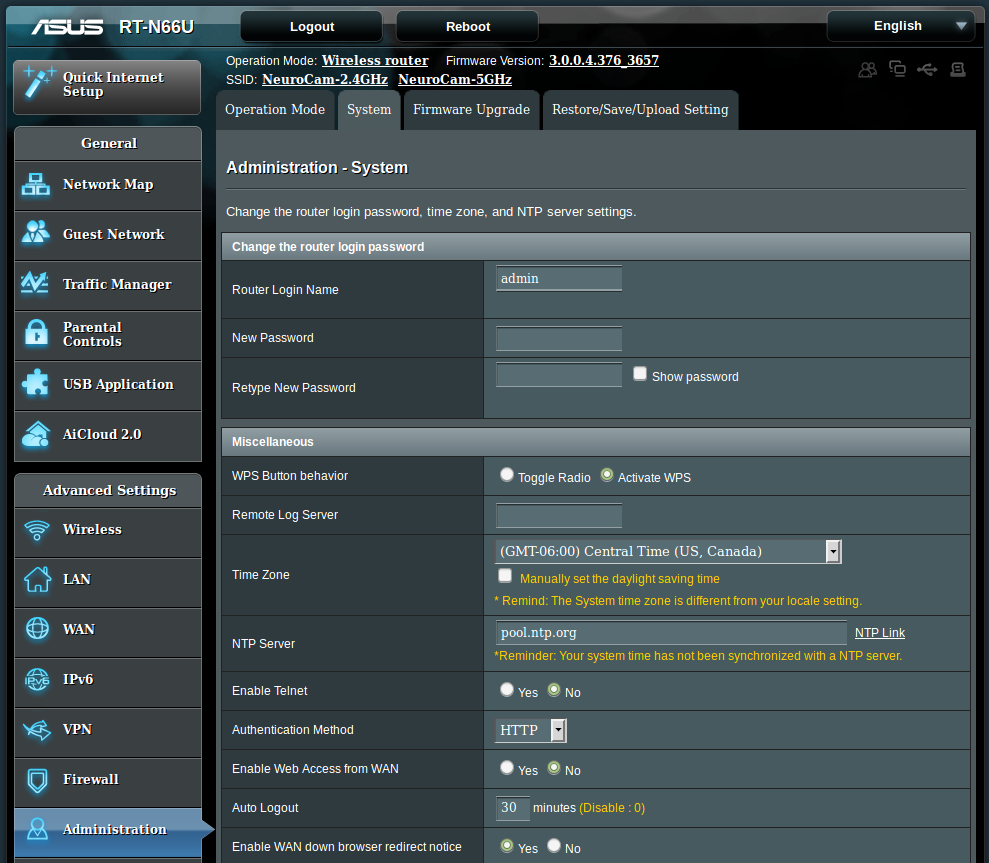 ASUS RT-N66U Logout Reboot English
Operation Mode: Wireless router Firmware Version: 3.0.0.4.376_3657
SSID: NeuroCam-2.4GHz NeuroCam-5GHz
Quick Internet
Setup
General
Network Map
Guest Network
Traffic Manager
Parental
Controls
USB Application
AiCloud 2.0
Advanced Settings
Wireless
LAN
WAN
IPv6
IPv6
VPN
Firewall
Administration
Operation Mode System Firmware Upgrade Restore/Save/Upload Setting
Administration - System
Change the router login password, time zone, and NTP server settings.
Change the router login password
Router Login Name admin
New Password
Retype New Password Show password
Miscellaneous
WPS Button behavior Toggle Radio Activate WPS
Remote Log Server
Time Zone (GMT-06:00) Central Time (US, Canada)
Manually set the daylight saving time
* Remind: The System time zone is different from your locale setting.
NTP Server pool.ntp.org NTP Link
*Reminder: Your system time has not been synchronized with a NTP server.
Enable Telnet Yes No
Authentication Method HTTP
Enable Web Access from WAN Yes No
Auto Logout 30 minutes (Disable : 0)
Enable WAN down browser redirect notice Yes No